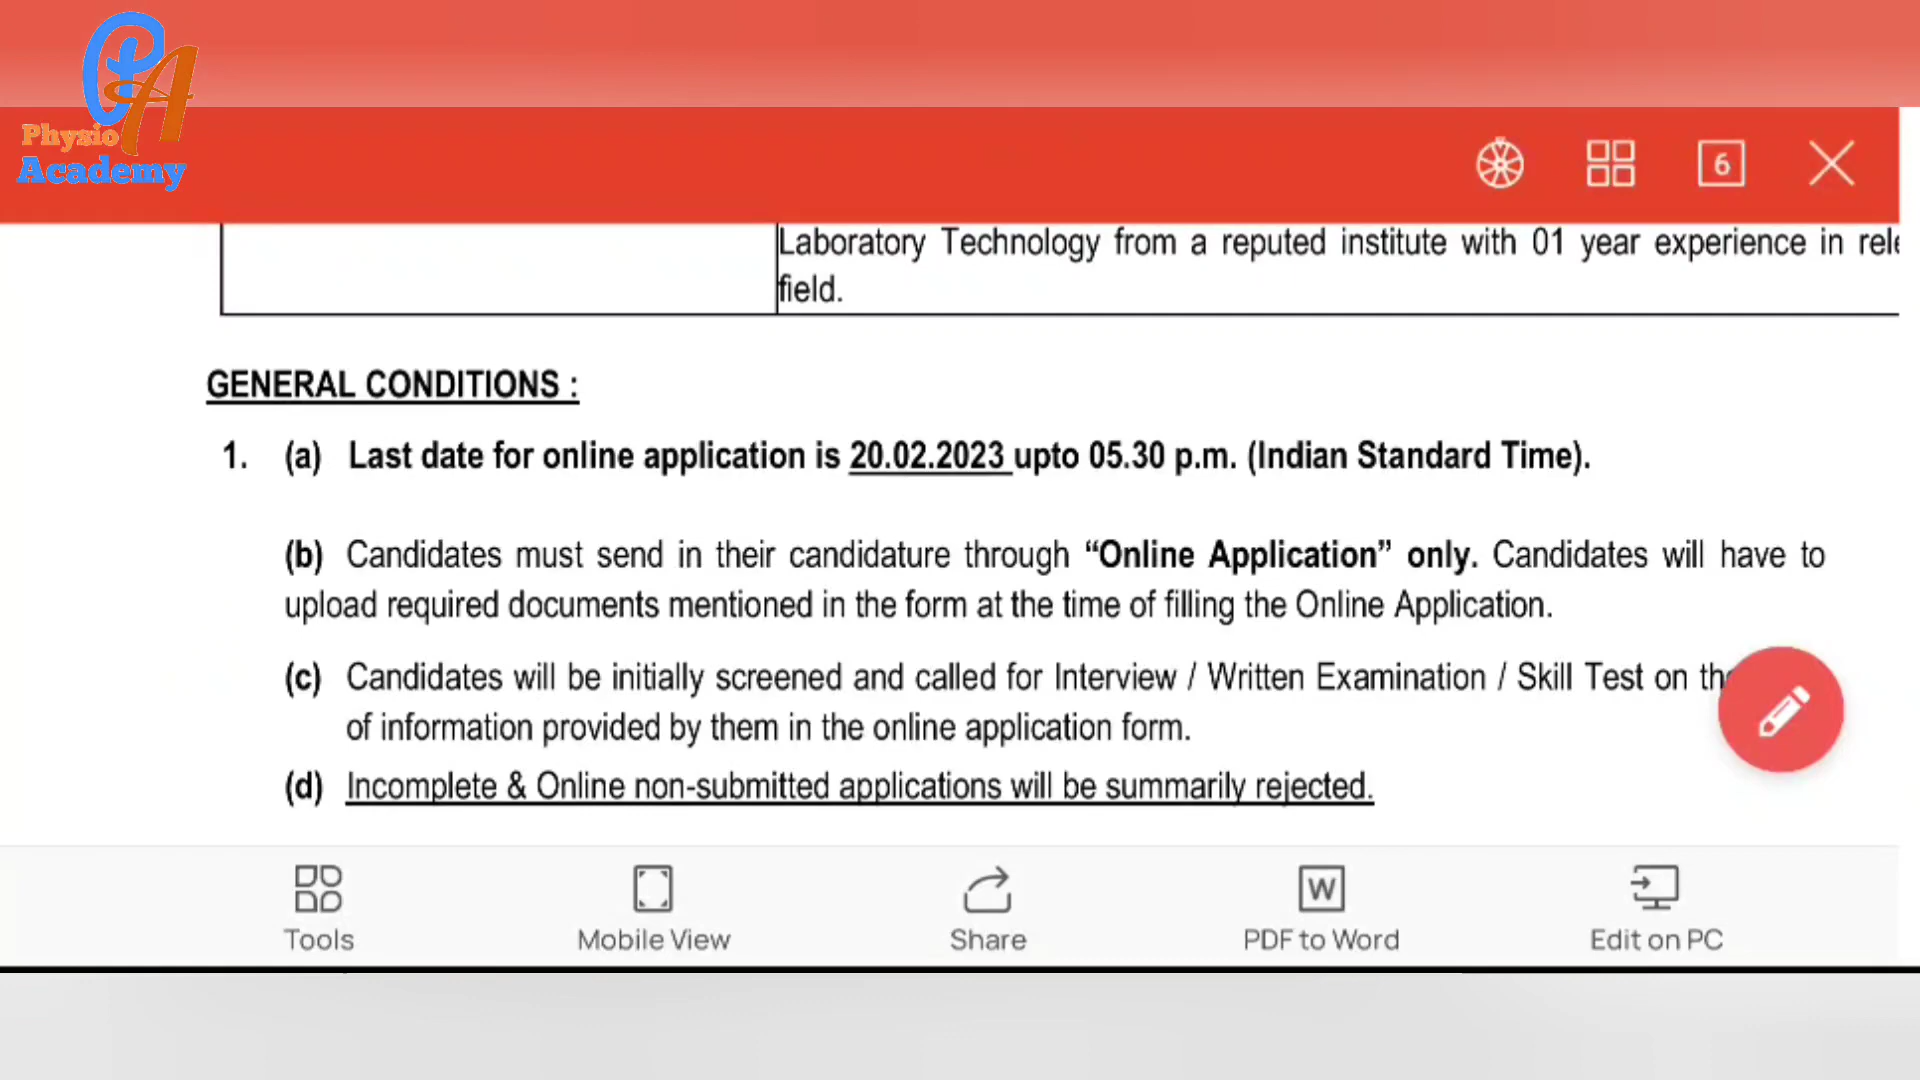 Physio
Academy
6
Laboratory Technology from a reputed institute with 01 year experience in
field.
GENERAL CONDITIONS :
1. (a) Last date for online application is 20.02.2023 upto 05.30 p.m. (Indian Standard Time).
(b) Candidates must send in their candidature through “Online Application” only. Candidates will have to
upload required documents mentioned in the form at the time of filling the Online Application.
(c) Candidates will be initially screened and called for Interview / Written Examination / Skill Test on
of information provided by them in the online application form.
(d) Incomplete & Online non-submitted applications will be summarily rejected.
W
Tools Mobile View Share PDF to Word Edit on PC